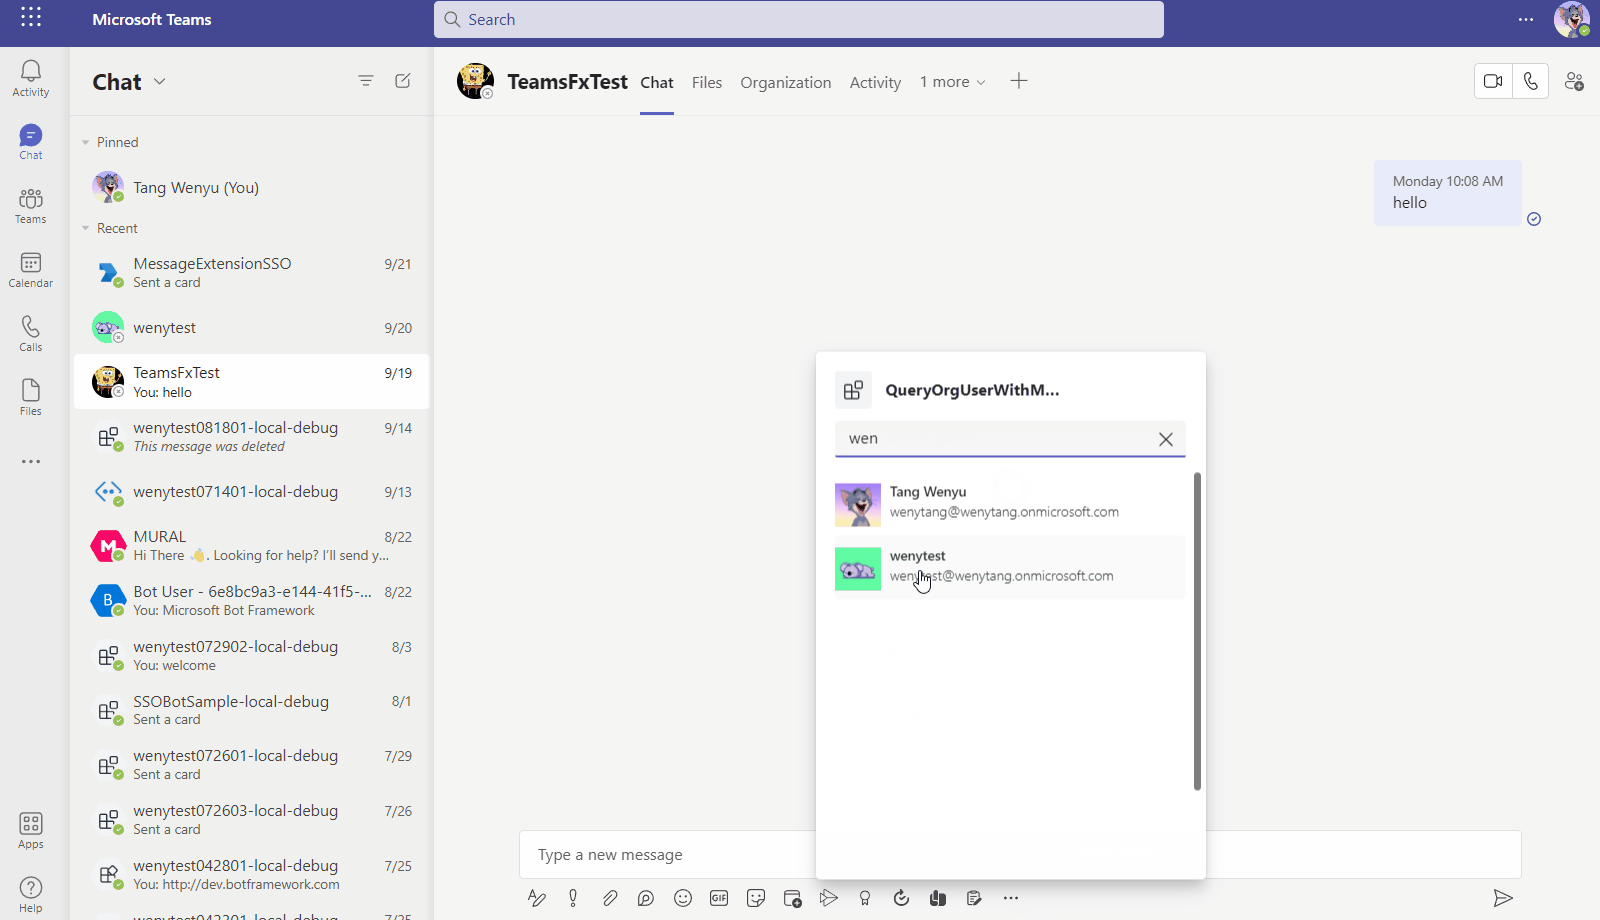 Microsoft Teams
Search
Activity
Chat
Teams
Calendar
Calls
Files
Apps
Help
Chat
Pinned
Tang Wenyu (You)
Recent
MessageExtensionSSO 9/21
Sent a card
wenytest 9/20
TeamsFxTest 9/19
You: hello
wenytest081801-local-debug 9/14
This message was deleted
wenytest071401-local-debug 9/13
MURAL 8/22
Hi There 👋. Looking for help? I'll send y...
B
Bot User - 6e8bc9a3-e144-41f5-... 8/22
You: Microsoft Bot Framework
wenytest072902-local-debug 8/3
You: welcome
SSOBotSample-local-debug 8/1
Sent a card
wenytest072601-local-debug 7/29
Sent a card
wenytest072603-local-debug 7/26
Sent a card
wenytest042801-local-debug 7/25
You: http://dev.botframework.com
TeamsFxTest
Chat Files Organization Activity 1 more
Monday 10:08 AM
hello
QueryOrgUserWithM...
wen
Tang Wenyu
wenytang@wenytang.onmicrosoft.com
wenytest
wenytest@wenytang.onmicrosoft.com
Type a new message
GIF